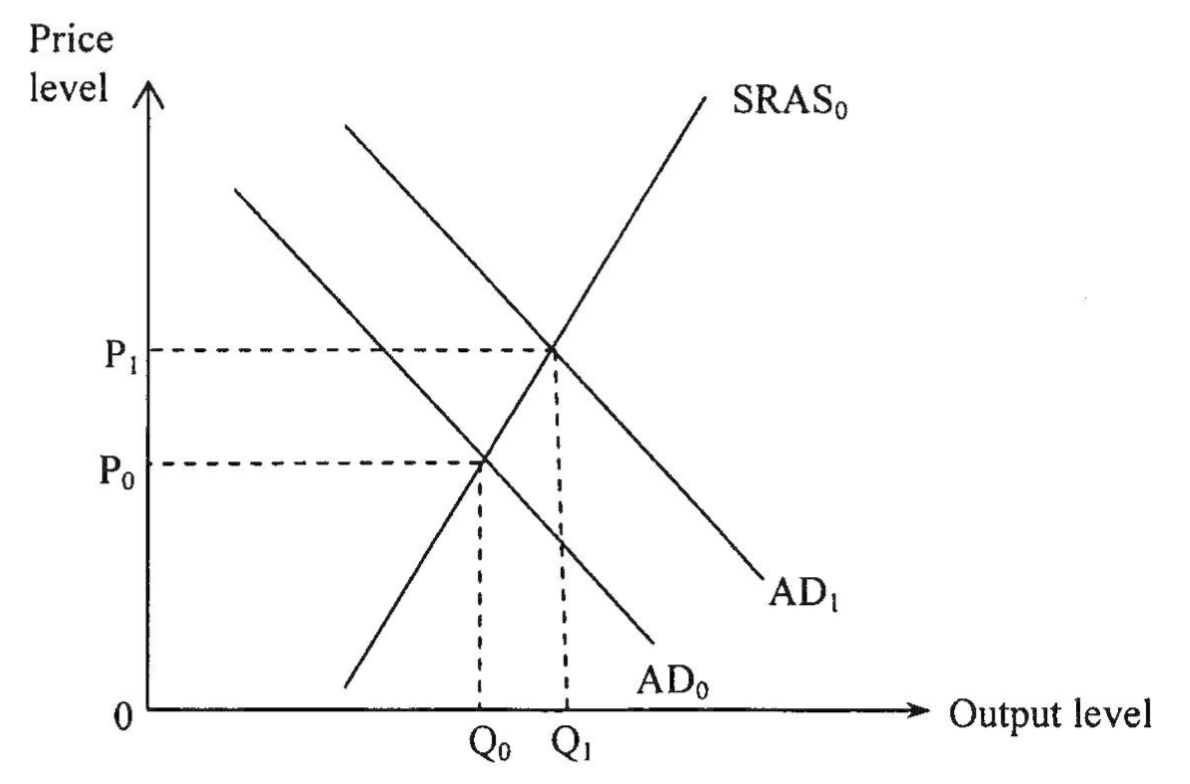 Price
level
SRAS₀
P₁
P₀
AD₁
AD₀
0
Output level
Q₀ Q₁